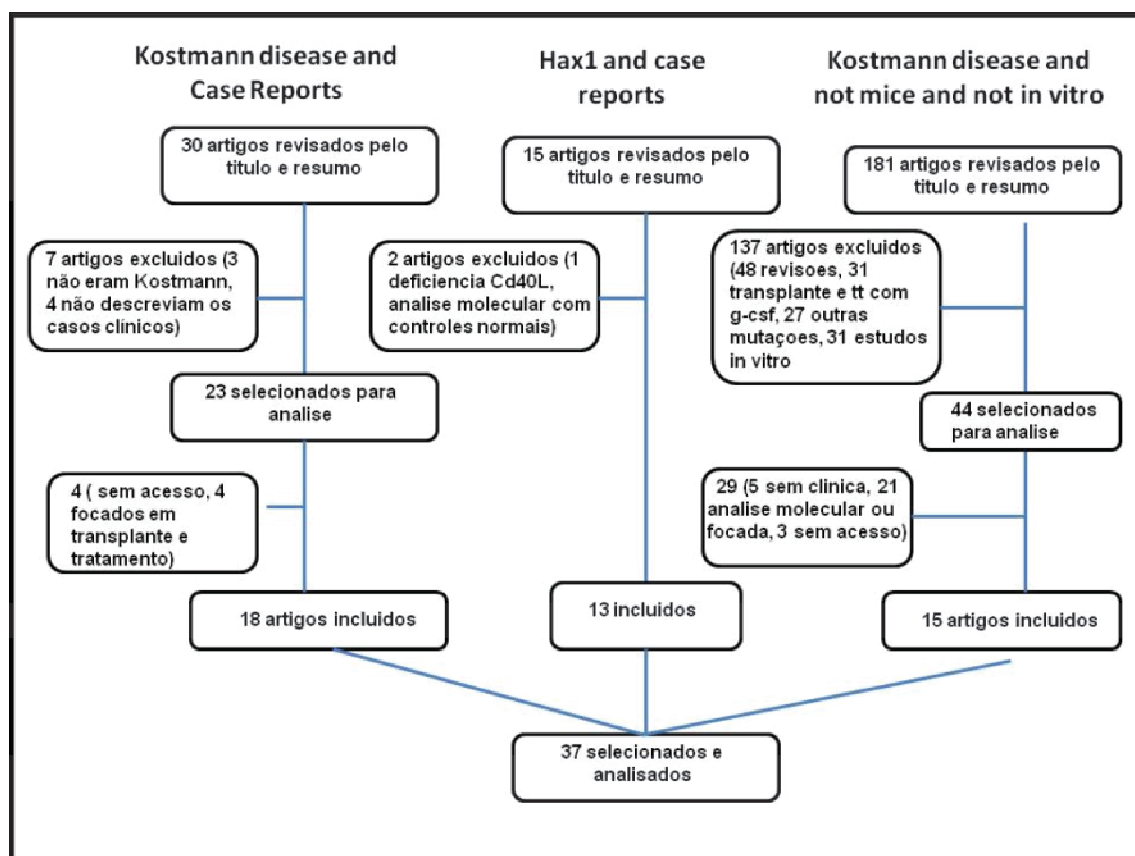 Kostmann disease and
Case Reports
30 artigos revisados pelo
titulo e resumo
7 artigos excluidos (3
não eram Kostmann,
4 não descreviam os
casos clínicos)
23 selecionados para
analise
4 ( sem acesso, 4
focados em
transplante e
tratamento)
18 artigos incluidos
Hax1 and case
reports
15 artigos revisados pelo
titulo e resumo
2 artigos excluidos (1
deficiencia Cd40L,
analise molecular com
controles normais)
13 incluidos
Kostmann disease and
not mice and not in vitro
181 artigos revisados pelo
titulo e resumo
137 artigos excluidos
(48 revisoes, 31
transplante e tt com
g-csf, 27 outras
mutaçoes, 31 estudos
in vitro
44 selecionados
para analise
29 (5 sem clinica, 21
analise molecular ou
focada, 3 sem acesso)
15 artigos incluidos
37 selecionados e
analisados